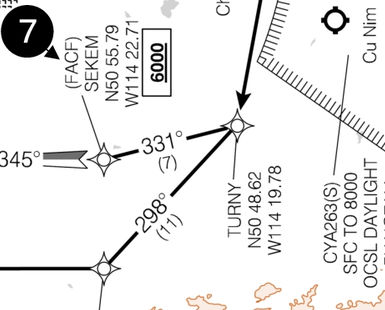 7
(FACF)
SEKEM
N50 55.79
W114 22.71
6000
Ch
Cu Nim
345°
331°
(7)
298°
(11)
TURNY
N50 48.62
W114 19.78
CYA263(S)
SFC TO 8000
OCSL DAYLIGHT